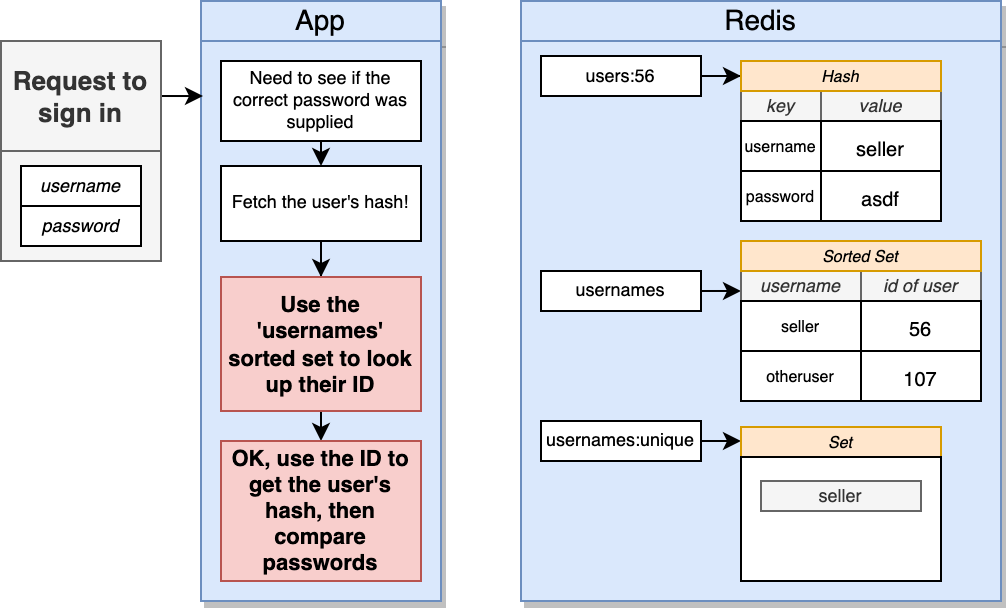 Request to
sign in
username
password
App
Need to see if the
correct password was
supplied
Fetch the user's hash!
Use the
'usernames'
sorted set to look
up their ID
OK, use the ID to
get the user's
hash, then
compare
passwords
Redis
users:56
Hash
key value
username seller
password asdf
usernames
Sorted Set
username id of user
seller 56
otheruser 107
usernames:unique
Set
seller